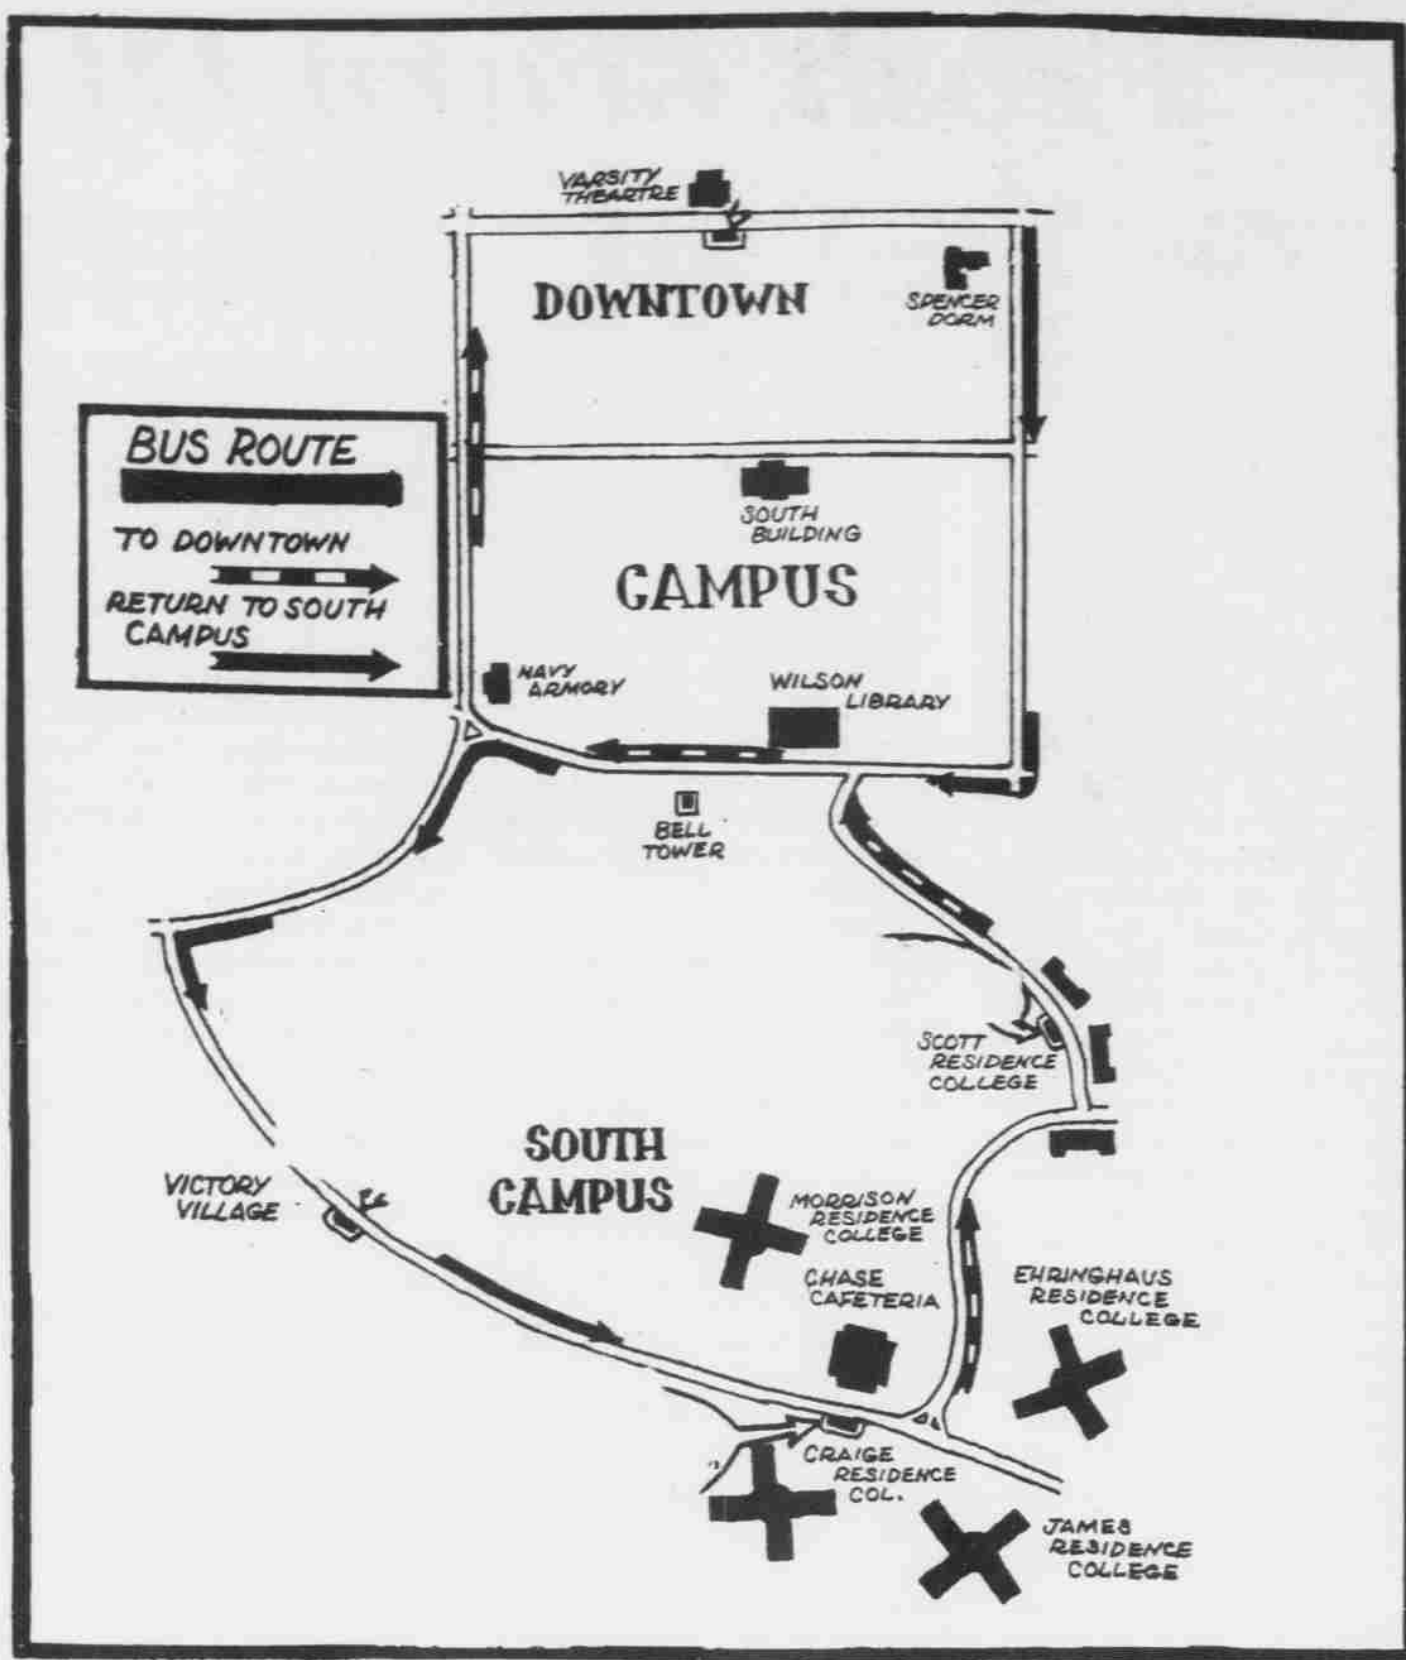 VARSITY
THEARTRE
DOWNTOWN
SPENCER
DORM
BUS ROUTE
TO DOWNTOWN
RETURN TO SOUTH
CAMPUS
SOUTH
BUILDING
CAMPUS
NAVY
ARMORY
WILSON
LIBRARY
BELL
TOWER
SCOTT
RESIDENCE
COLLEGE
SOUTH
CAMPUS
VICTORY
VILLAGE
MORRISON
RESIDENCE
COLLEGE
CHASE
CAFETERIA
EHRINGHAUS
RESIDENCE
COLLEGE
CRAIGE
RESIDENCE
COL.
JAMES
RESIDENCE
COLLEGE